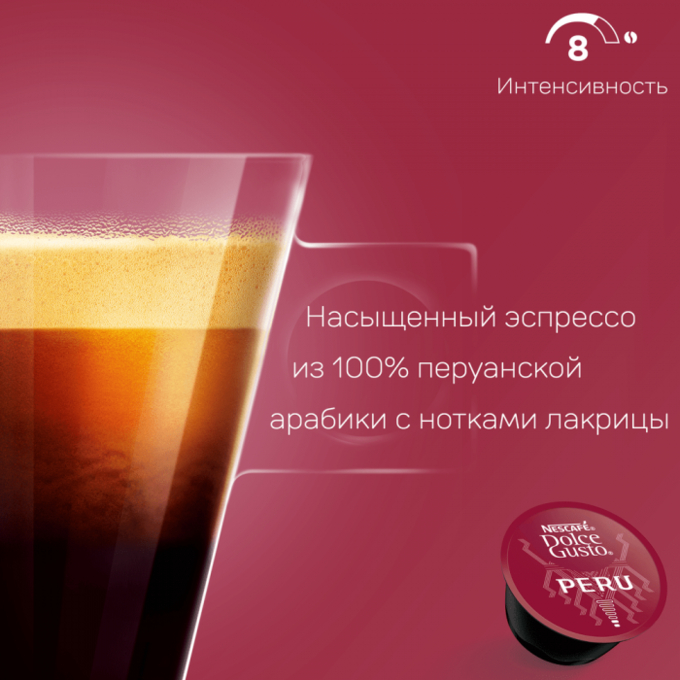 8
Интенсивность
Насыщенный эспрессо
из 100% перуанской
арабики с нотками лакрицы
NESCAFÉ®
DOLCE
GUSTO®
PERU